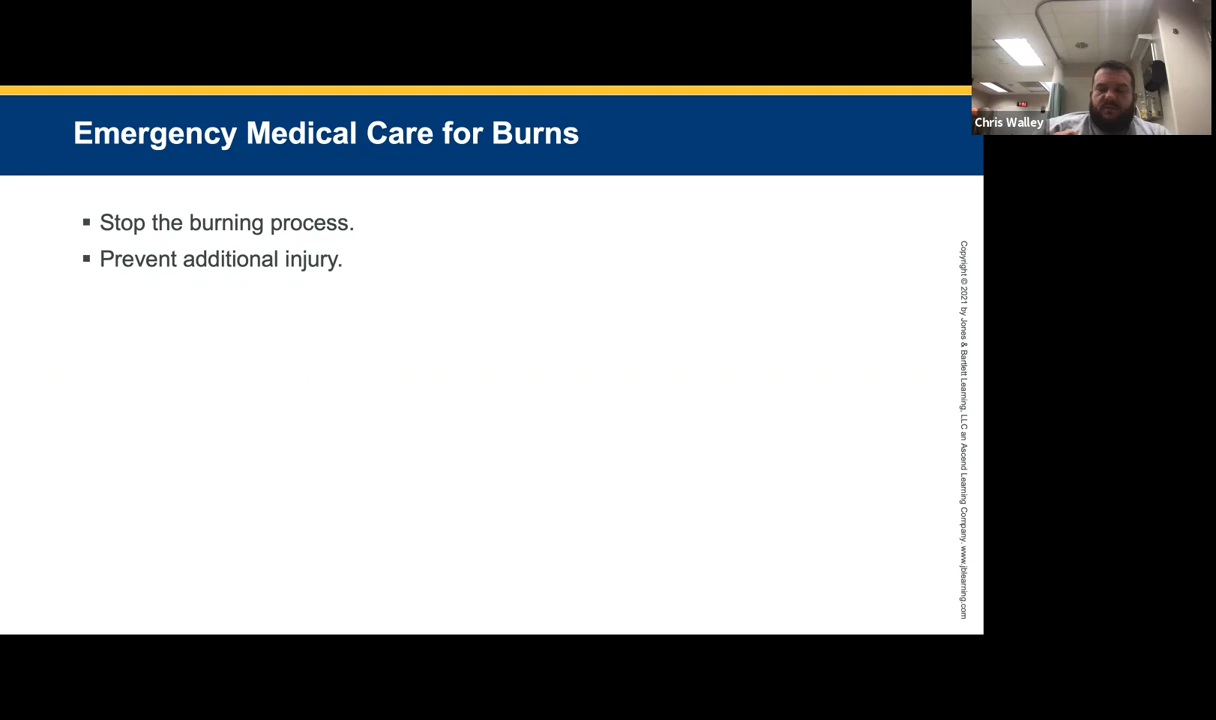 Emergency Medical Care for Burns
Chris Walley
▪ Stop the burning process.
▪ Prevent additional injury.
Copyright © 2021 by Jones & Bartlett Learning, LLC an Ascend Learning Company. www.jblearning.com